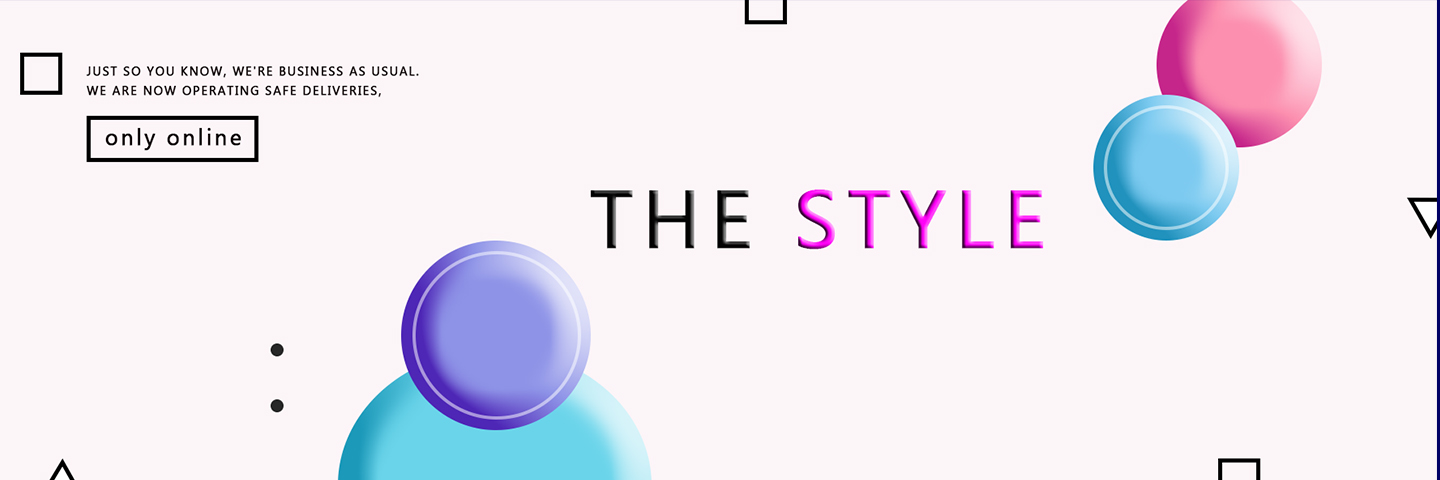 JUST SO YOU KNOW, WE'RE BUSINESS AS USUAL.
WE ARE NOW OPERATING SAFE DELIVERIES,
only online
THE STYLE